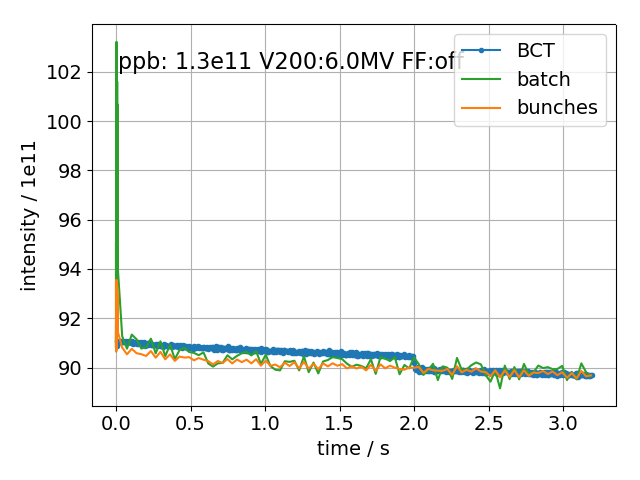 ppb: 1.3e11 V200:6.0MV FF:off
BCT
batch
bunches
intensity / 1e11
102
100
98
96
94
92
90
0.0 0.5 1.0 1.5 2.0 2.5 3.0
time / s